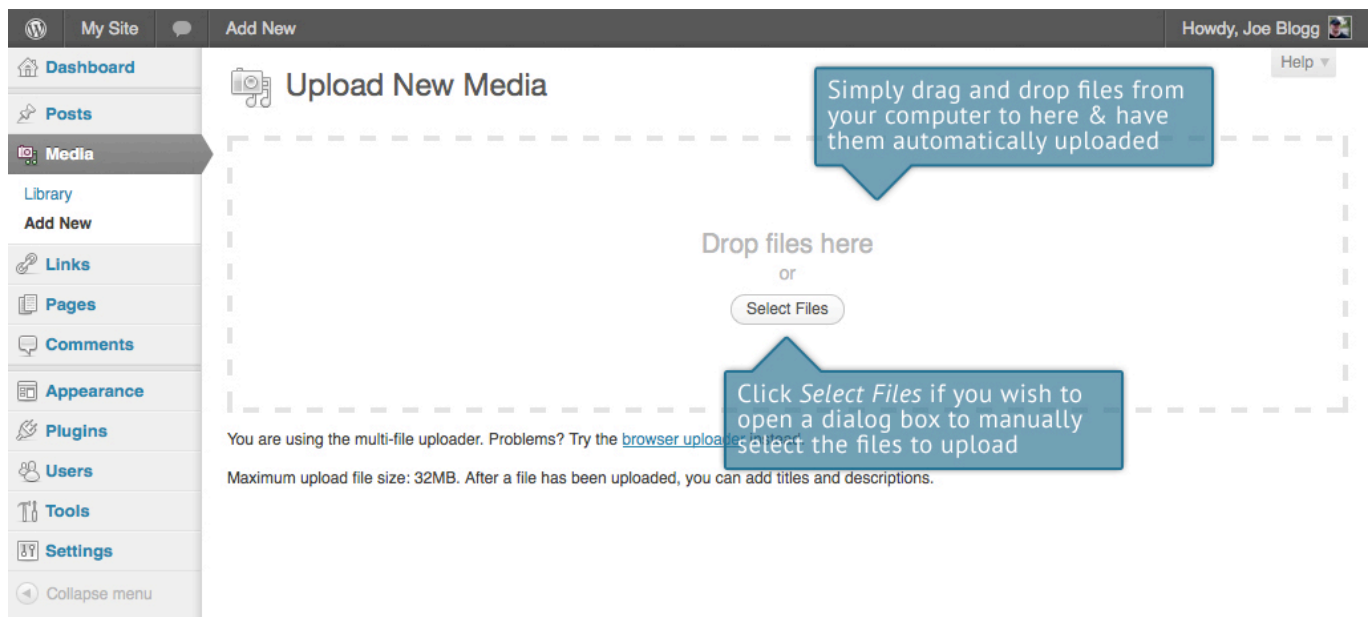 My Site
Add New
Howdy, Joe Blogg
Dashboard
Posts
Media
Library
Add New
Links
Pages
Comments
Appearance
Plugins
Users
Tools
Settings
Collapse menu
Help
Upload New Media
Simply drag and drop files from
your computer to here & have
them automatically uploaded
Drop files here
or
Select Files
Click Select Files if you wish to
open a dialog box to manually
select the files to upload
You are using the multi-file uploader. Problems? Try the browser uploader instead.
Maximum upload file size: 32MB. After a file has been uploaded, you can add titles and descriptions.